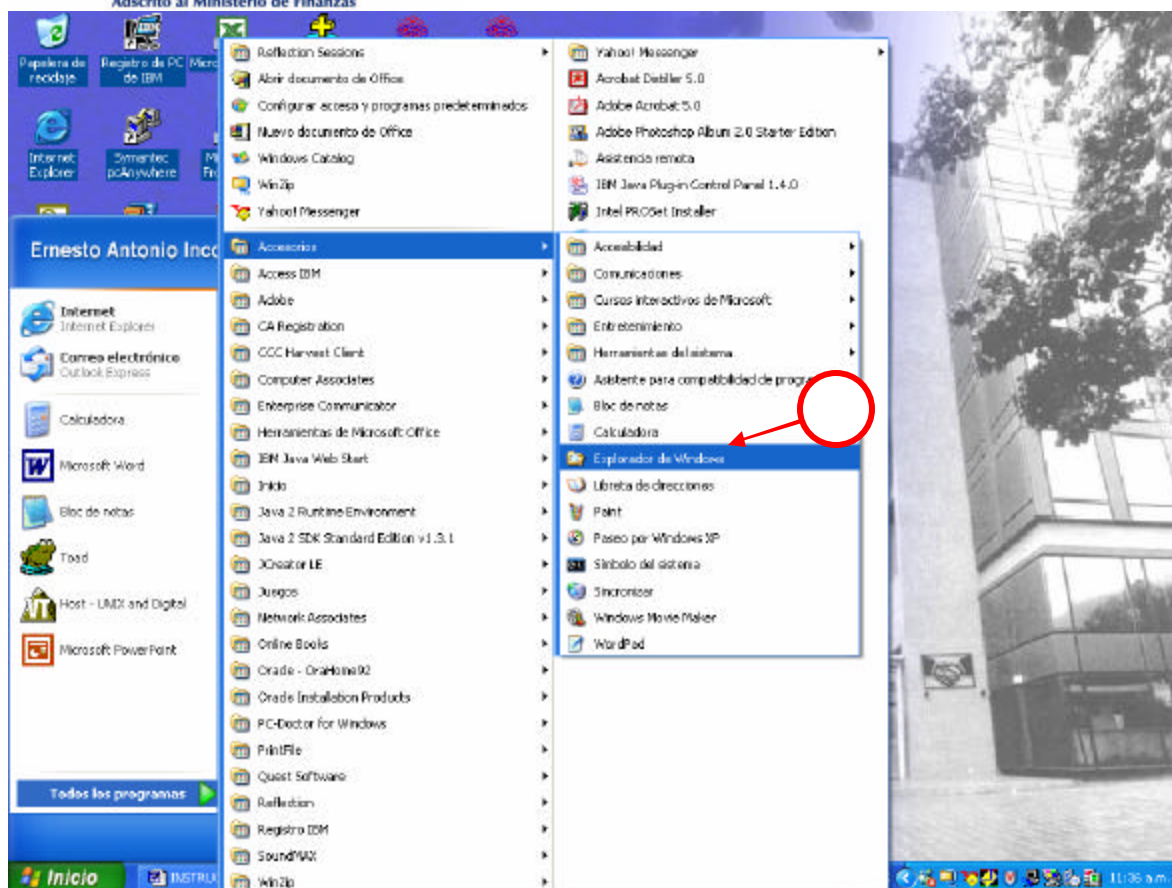 Adscrito al Ministerio de Finanzas
Papelera de reciclaje
Registro de PC de IBM
Internet Explorer
Symantec pcAnywhere
Ernesto Antonio
Internet
Internet Explorer
Correo electrónico
Outlook Express
Calculadora
Microsoft Word
Bloc de notas
Toad
Host - UNIX and Digital
Microsoft PowerPoint
Todos los programas
Reflection Sessions
Abrir documento de Office
Configurar acceso y programas predeterminados
Nuevo documento de Office
Windows Catalog
WinZip
Yahoo! Messenger
Accesorios
Access IBM
Adobe
CA Registration
CCC Harvest Client
Computer Associates
Enterprise Communicator
Herramientas de Microsoft Office
IBM Java Web Start
Inicio
Java 2 Runtime Environment
Java 2 SDK Standard Edition v1.3.1
JCreator LE
Juegos
Network Associates
Online Books
Oracle - OraHome92
Oracle Installation Products
PC-Doctor for Windows
PrintFile
Quest Software
Reflection
Registro IBM
SoundMAX
WinZip
Yahoo! Messenger
Acrobat Distiller 5.0
Adobe Acrobat 5.0
Adobe Photoshop Album 2.0 Starter Edition
Asistencia remota
IBM Java Plug-in Control Panel 1.4.0
Intel PROSet Installer
Accesibilidad
Comunicaciones
Cursos interactivos de Microsoft
Entretenimiento
Herramientas del sistema
Asistente para compatibilidad de progr
Bloc de notas
Calculadora
Explorador de Windows
Libreta de direcciones
Paint
Paseo por Windows XP
Símbolo del sistema
Sincronizar
Windows Movie Maker
WordPad
Inicio
INSTRU
11:36 a.m.